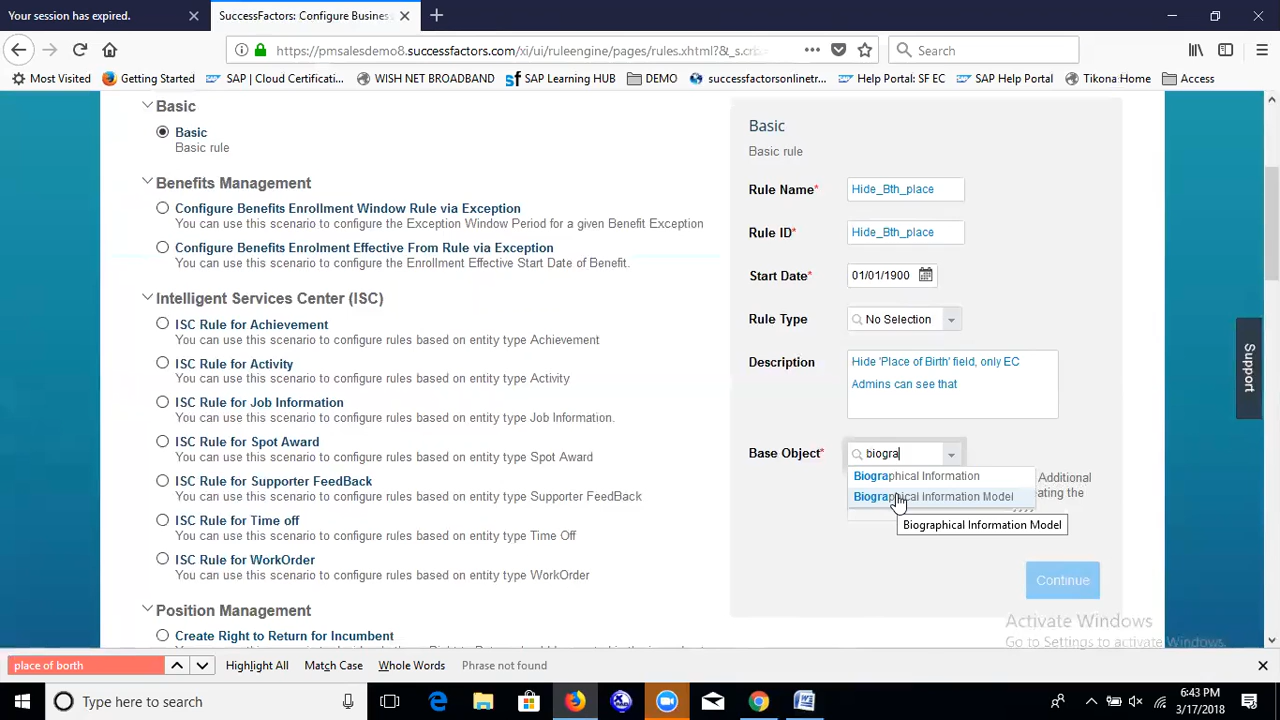 Your session has expired.
SuccessFactors: Configure Business
https://pmsalesdemo8.successfactors.com/xi/ui/ruleengine/pages/rules.xhtml?&_s.crb
Search
Most Visited
Getting Started
SAP | Cloud Certificati...
WISH NET BROADBAND
SAP Learning HUB
DEMO
successfactorsonlinetr...
Help Portal: SF EC
SAP Help Portal
Tikona Home
Access
Basic
Basic
Basic rule
Benefits Management
Configure Benefits Enrollment Window Rule via Exception
You can use this scenario to configure the Exception Window Period for a given Benefit Exception
Configure Benefits Enrolment Effective From Rule via Exception
You can use this scenario to configure the Enrollment Effective Start Date of Benefit.
Intelligent Services Center (ISC)
ISC Rule for Achievement
You can use this scenario to configure rules based on entity type Achievement
ISC Rule for Activity
You can use this scenario to configure rules based on entity type Activity
ISC Rule for Job Information
You can use this scenario to configure rules based on entity type Job Information.
ISC Rule for Spot Award
You can use this scenario to configure rules based on entity type Spot Award
ISC Rule for Supporter FeedBack
You can use this scenario to configure rules based on entity type Supporter FeedBack
ISC Rule for Time off
You can use this scenario to configure rules based on entity type Time Off
ISC Rule for WorkOrder
You can use this scenario to configure rules based on entity type WorkOrder
Position Management
Create Right to Return for Incumbent
Basic
Basic rule
Rule Name* Hide_Bth_place
Rule ID* Hide_Bth_place
Start Date* 01/01/1900
Rule Type No Selection
Description Hide 'Place of Birth' field, only EC
Admins can see that
Base Object* biogra
Biographical Information
Biographical Information Model
Additional
ating the
Biographical Information Model
Continue
Support
Activate Windows
Go to Settings to activate Windows.
place of borth
Highlight All
Match Case
Whole Words
Phrase not found
Type here to search
6:43 PM
3/17/2018